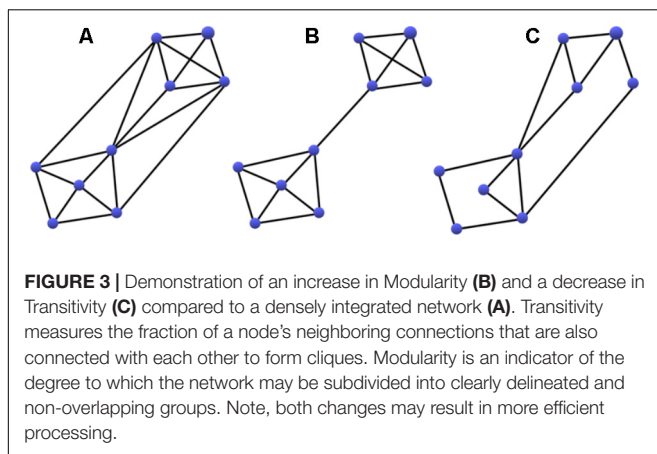 A B C
FIGURE 3 | Demonstration of an increase in Modularity (B) and a decrease in
Transitivity (C) compared to a densely integrated network (A). Transitivity
measures the fraction of a node's neighboring connections that are also
connected with each other to form cliques. Modularity is an indicator of the
degree to which the network may be subdivided into clearly delineated and
non-overlapping groups. Note, both changes may result in more efficient
processing.